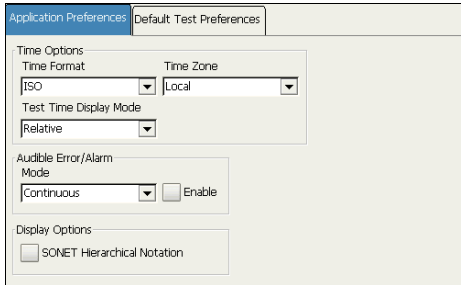 Application Preferences Default Test Preferences
Time Options
Time Format Time Zone
ISO Local
Test Time Display Mode
Relative
Audible Error/Alarm
Mode
Continuous Enable
Display Options
SONET Hierarchical Notation